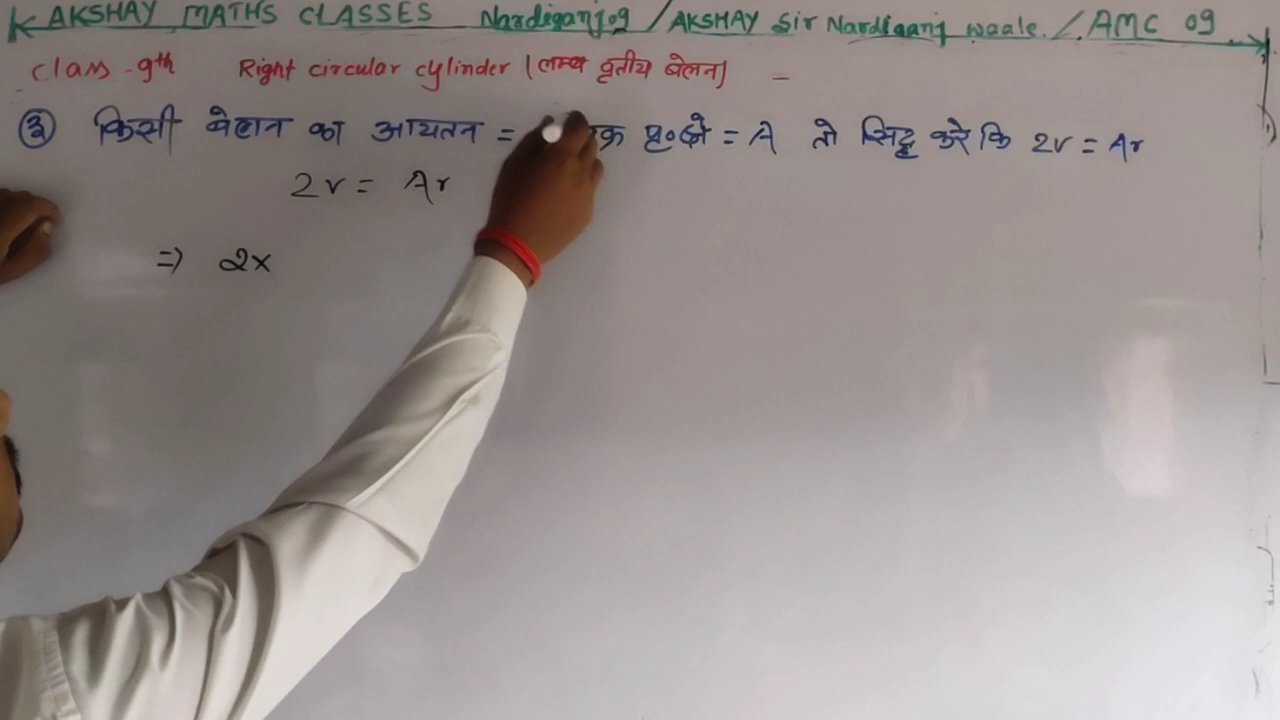 AKSHAY MATHS CLASSES Nardiganj 09 / AKSHAY Sir Nardiganj waale / AMC 09
Class - 9th Right circular cylinder (लम्ब वृतीय बेलन) -
③ किसी बेलन का आयतन = पृ०क्षे = A तो सिद्ध करे कि 2v = Ar
2v = Ar
=> 2x